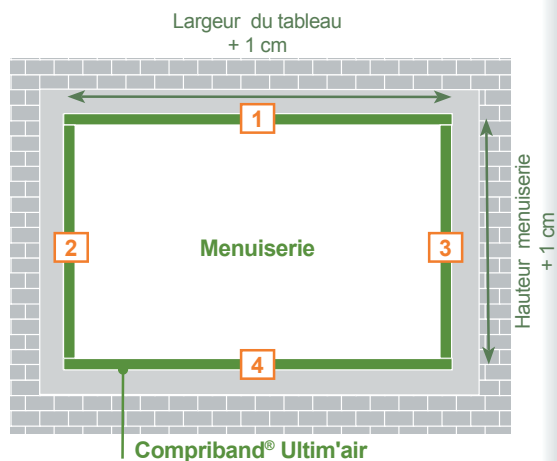 Largeur du tableau
+ 1 cm
1
2
Menuiserie
3
Hauteur menuiserie
+ 1 cm
4
Compriband® Ultim'air